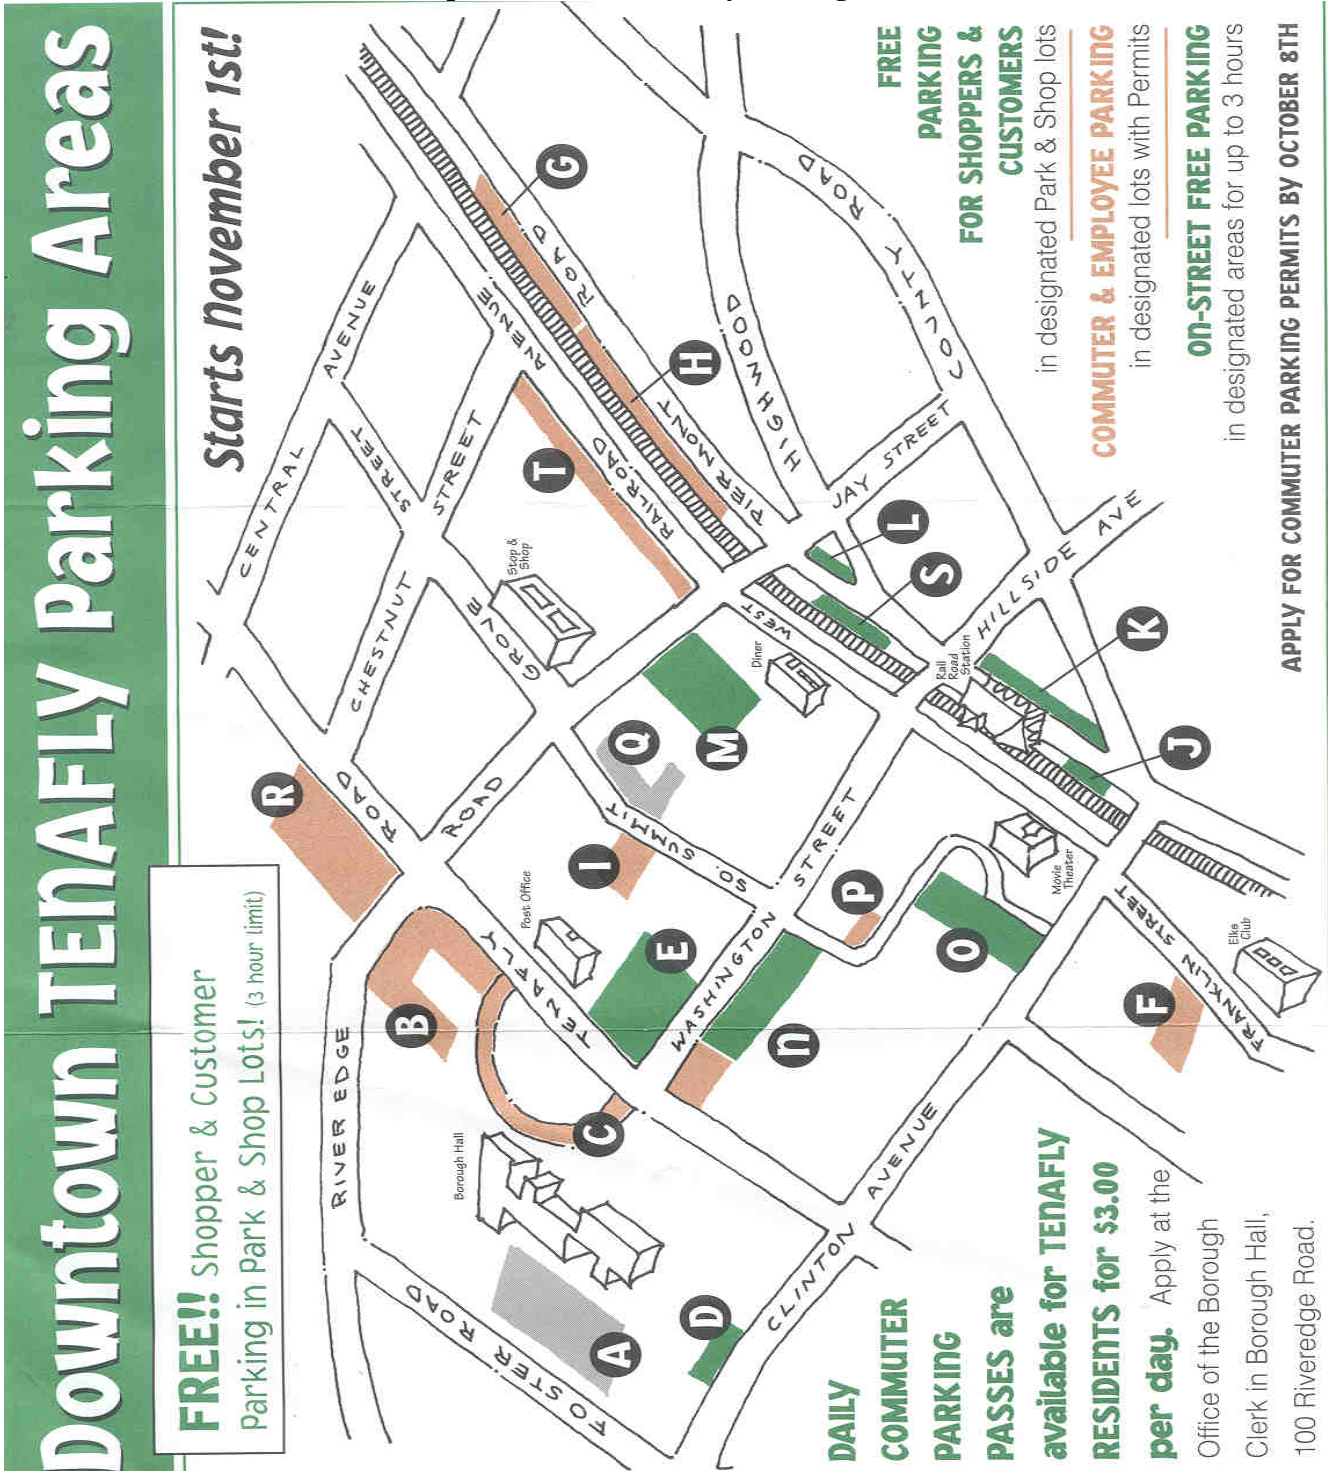 Downtown TENAFLY Parking Areas
Starts November 1st!
FREE!! Shopper & Customer
Parking in Park & Shop Lots! (3 hour limit)
FREE
PARKING
FOR SHOPPERS &
CUSTOMERS
in designated Park & Shop lots
COMMUTER & EMPLOYEE PARKING
in designated lots with Permits
ON-STREET FREE PARKING
in designated areas for up to 3 hours
APPLY FOR COMMUTER PARKING PERMITS BY OCTOBER 8TH
DAILY
COMMUTER
PARKING
PASSES are
available for TENAFLY
RESIDENTS for $3.00
per day. Apply at the
Office of the Borough
Clerk in Borough Hall,
100 Riveredge Road.
RIVER EDGE
ROAD
FOSTER ROAD
TENAFLY
ROAD
CENTRAL
AVENUE
CHESTNUT
STREET
GROVE
STREET
RAILROAD
AVENUE
PIERMONT
ROAD
HIGHWOOD
COUNTY ROAD
JAY STREET
HILLSIDE AVE
WEST
SO. SUMMIT
WASHINGTON
STREET
CLINTON
AVENUE
FRANKLIN STREET
Borough Hall
Post Office
Stop &
Shop
Diner
Rail
Road
Station
Movie
Theater
Elks
Club
A
B
C
D
E
F
G
H
I
J
K
L
M
N
O
P
Q
R
S
T